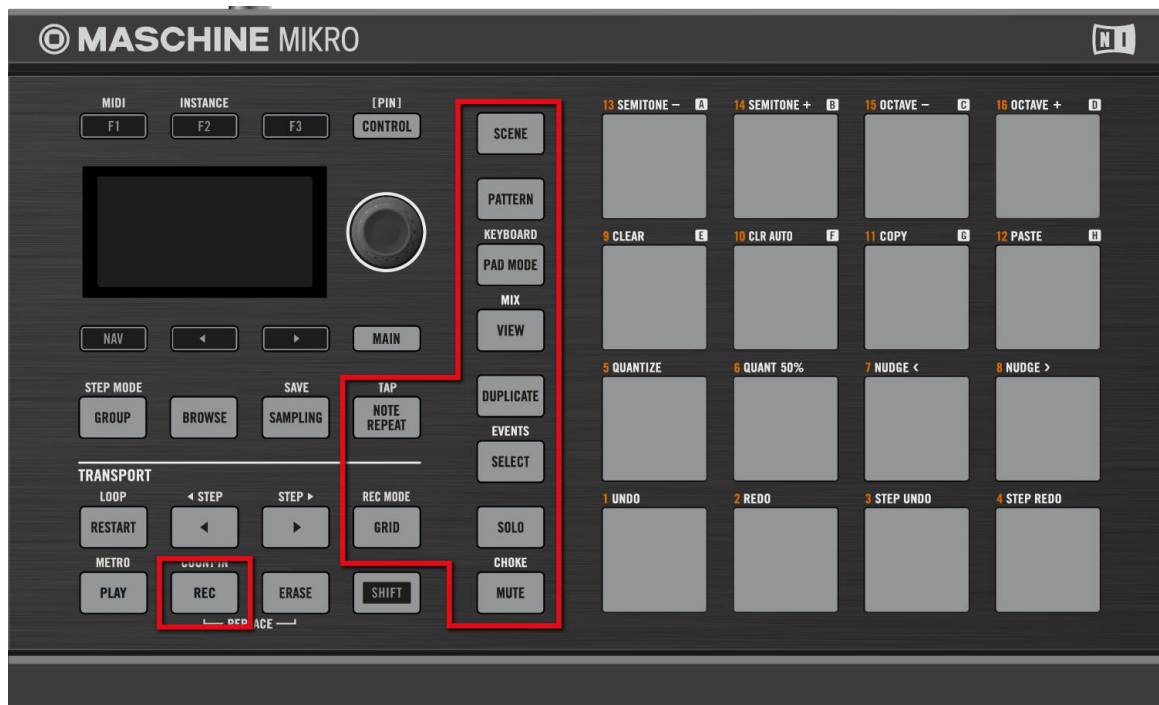 MASCHINE MIKRO
NI
MIDI INSTANCE [PIN]
F1 F2 F3 CONTROL
SCENE
PATTERN
KEYBOARD
PAD MODE
MIX
VIEW
NAV MAIN
STEP MODE SAVE TAP
GROUP BROWSE SAMPLING NOTE REPEAT
DUPLICATE
EVENTS
SELECT
TRANSPORT
LOOP ◄ STEP STEP ► REC MODE
RESTART ◄ ► GRID
SOLO
METRO COUNT IN CHOKE
PLAY REC ERASE SHIFT MUTE
REPLACE
13 SEMITONE – A 14 SEMITONE + B 15 OCTAVE – C 16 OCTAVE + D
9 CLEAR E 10 CLR AUTO F 11 COPY G 12 PASTE H
5 QUANTIZE 6 QUANT 50% 7 NUDGE < 8 NUDGE >
1 UNDO 2 REDO 3 STEP UNDO 4 STEP REDO